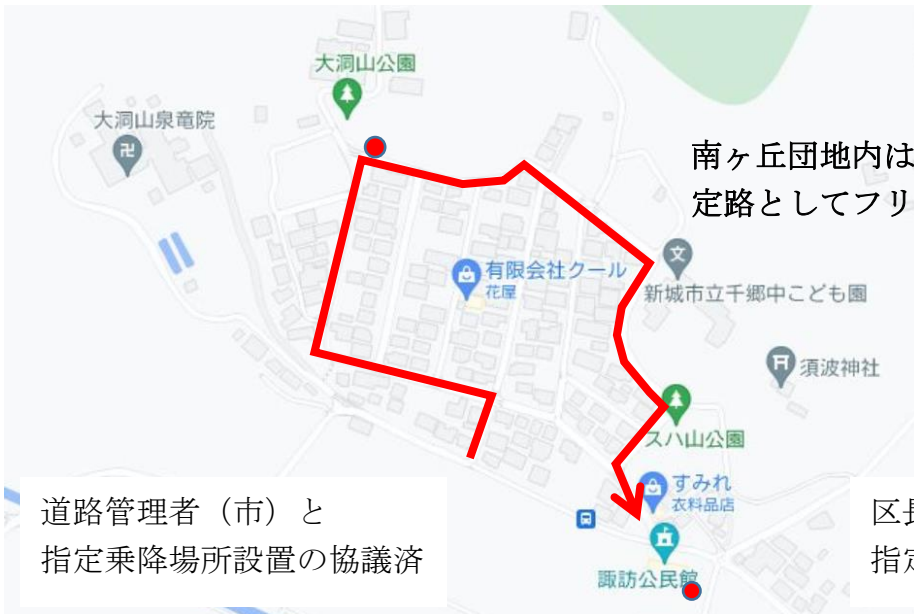 大洞山公園
大洞山泉竜院
南ヶ丘団地内は
定路としてフリ
文
有限会社クール
花屋
新城市立千郷中こども園
須波神社
スハ山公園
すみれ
衣料品店
道路管理者（市）と
指定乗降場所設置の協議済
諏訪公民館
区長
指定